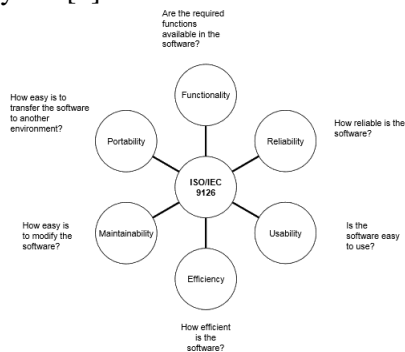 Are the required
functions
available in the
software?
Functionality
How easy is to
transfer the software
to another
environment?
Portability
How reliable is the
software?
Reliability
ISO/IEC
9126
How easy is
to modify the
software?
Maintainability
Is the
software easy
to use?
Usability
Efficiency
How efficient
is the
software?